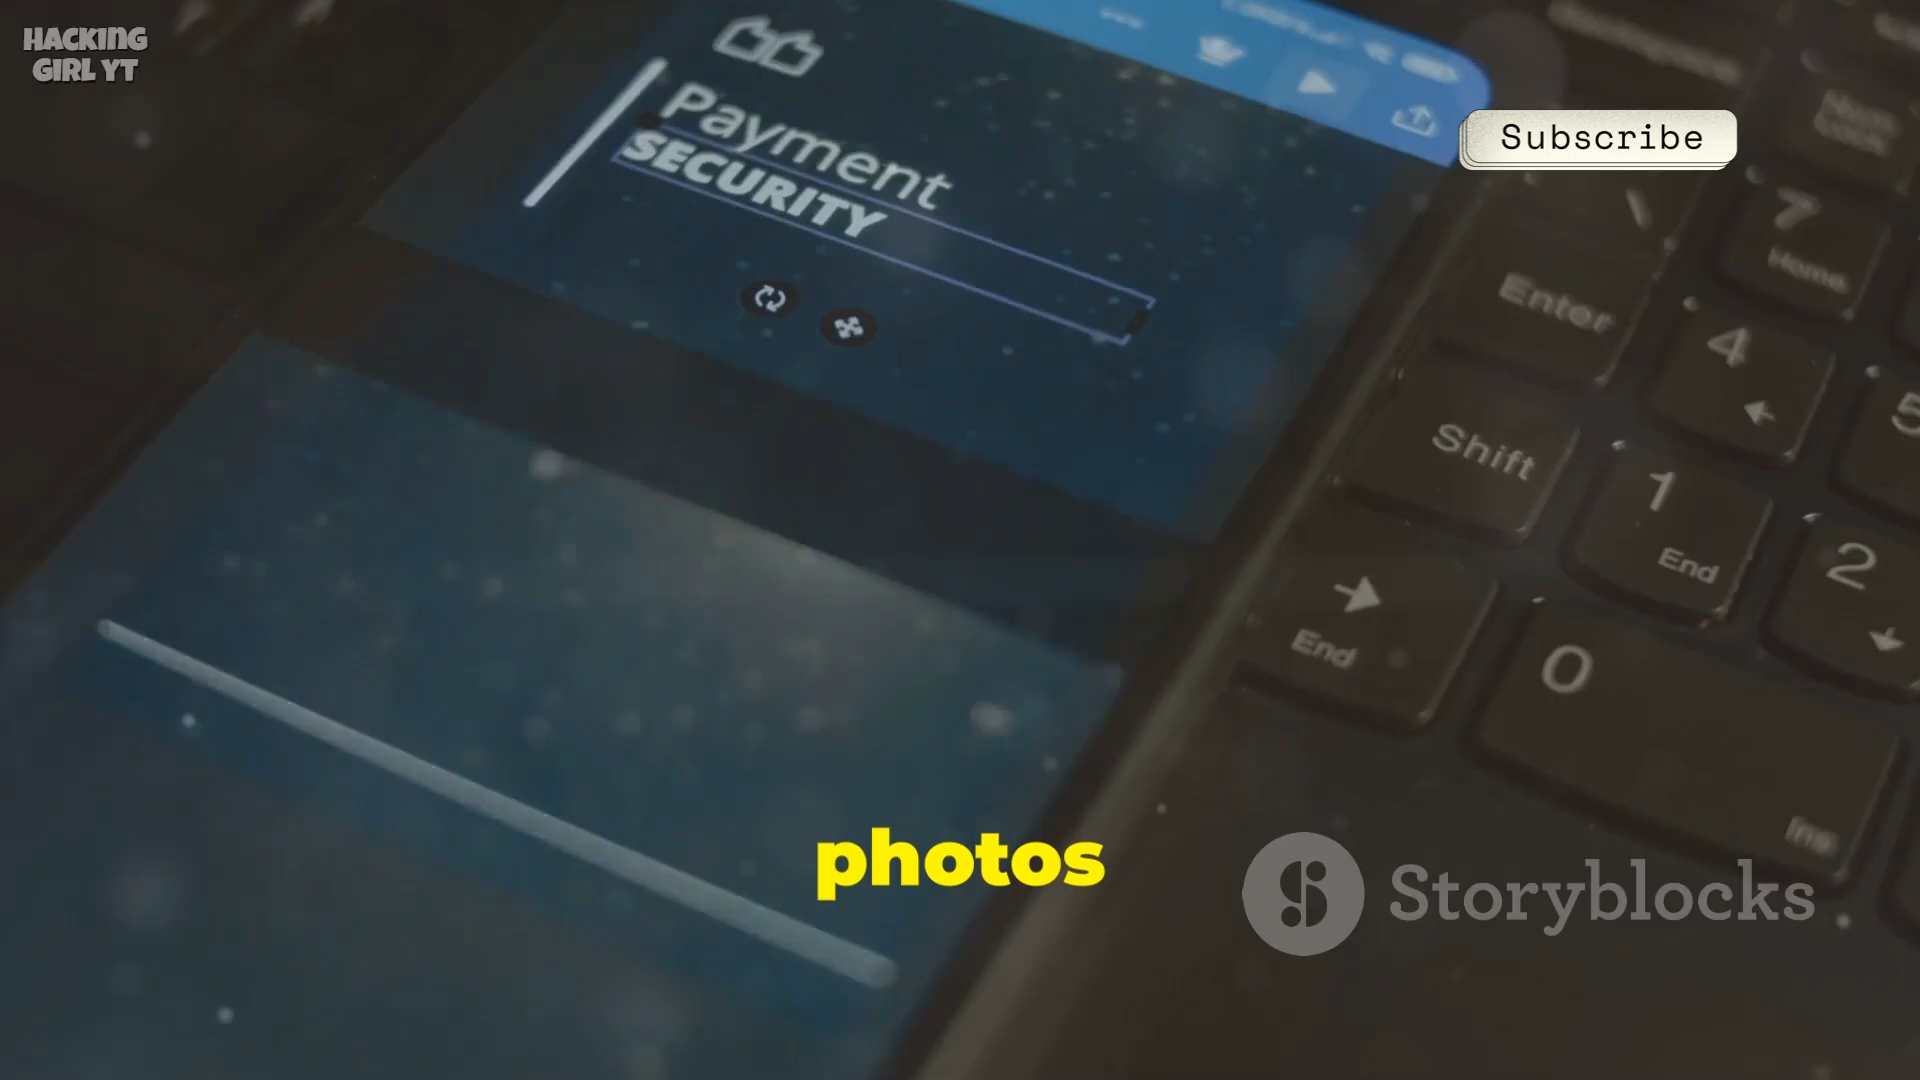 HACKING
GIRL YT
Payment
SECURITY
Subscribe
7
Home
Enter
4
5
Shift
1
End
2
End
0
Ins
photos
Storyblocks